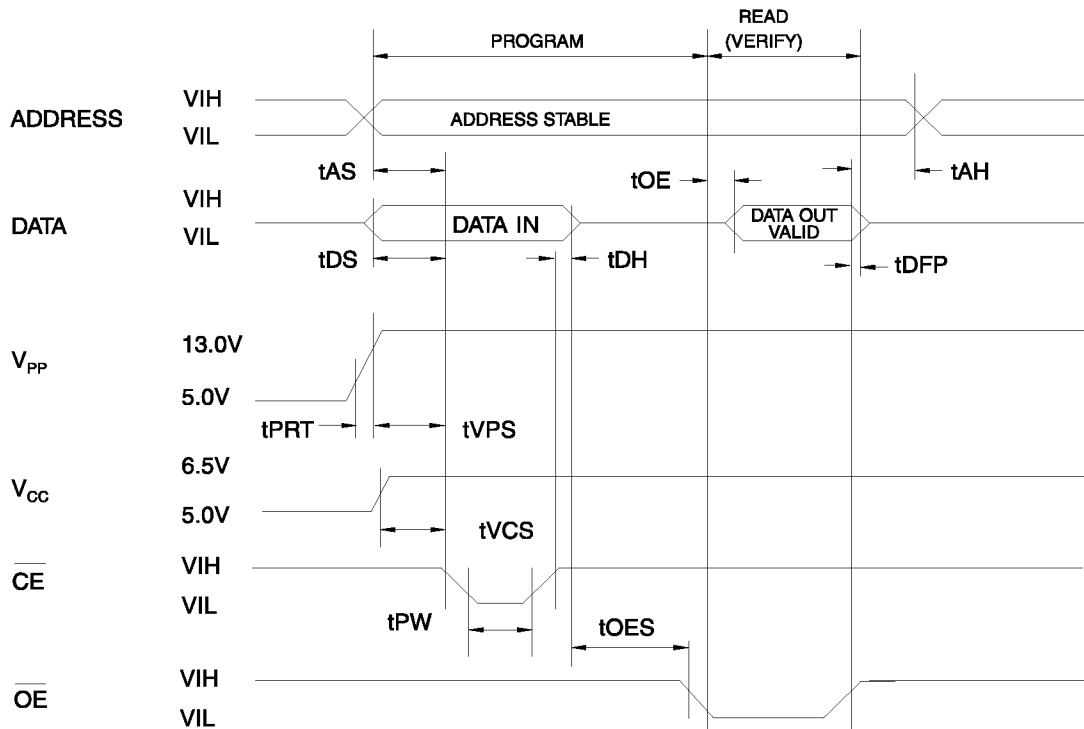 READ
PROGRAM (VERIFY)
ADDRESS VIH
VIL
ADDRESS STABLE
tAS tOE tAH
DATA VIH
VIL
DATA IN
DATA OUT
VALID
tDS tDH tDFP
VPP 13.0V
5.0V
tPRT tVPS
VCC 6.5V
5.0V
tVCS
CE VIH
VIL
tPW tOES
OE VIH
VIL